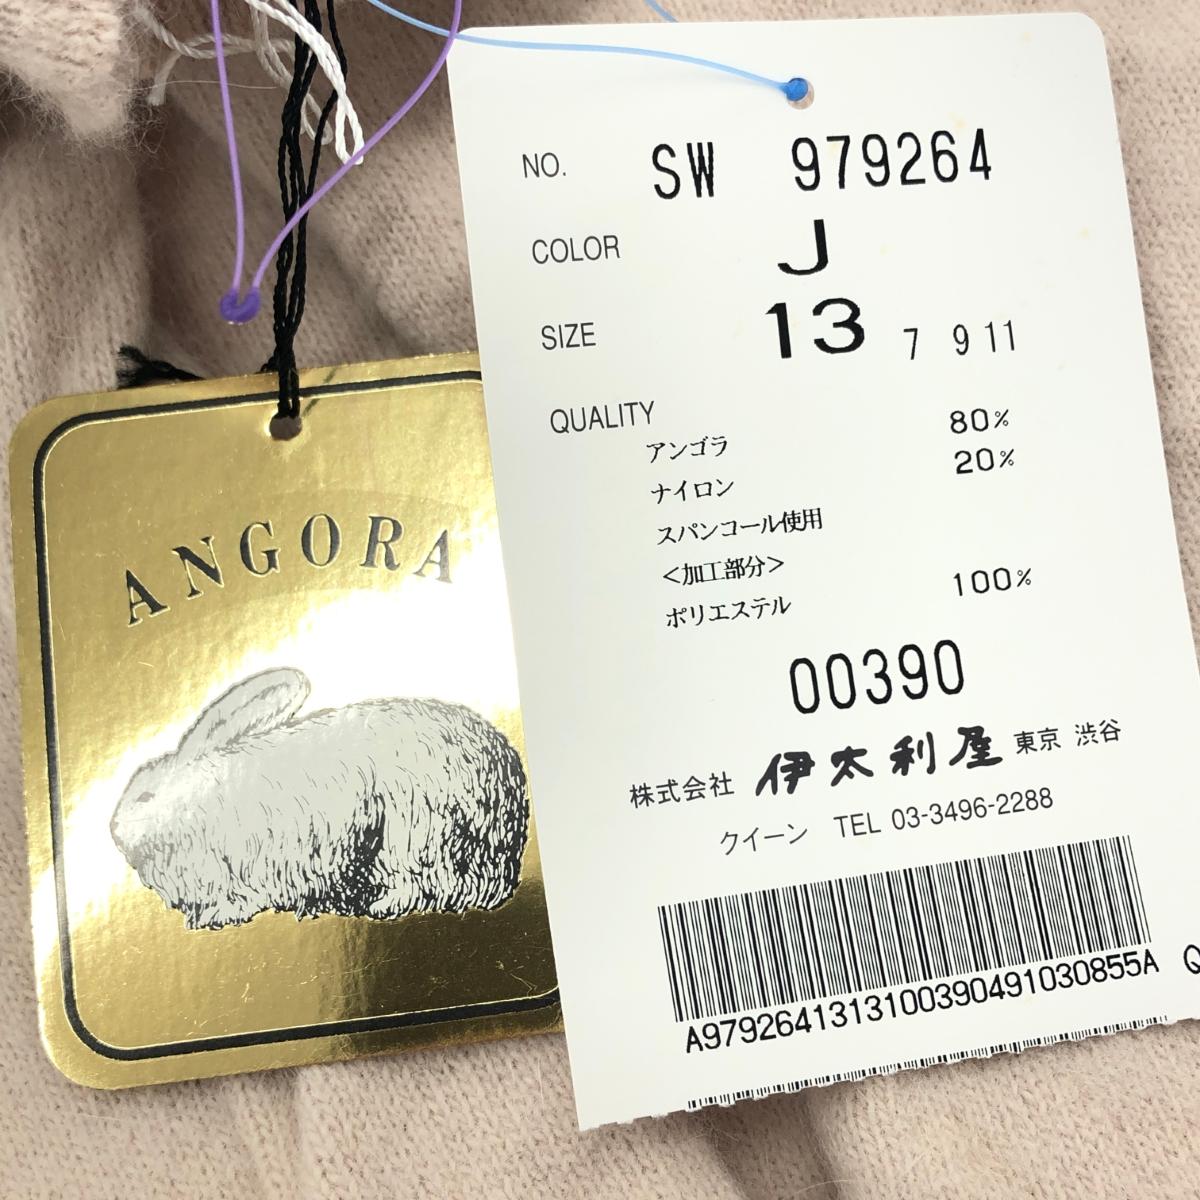 ANGORA
NO. SW 979264
COLOR J
SIZE 13 7 9 11
QUALITY
アンゴラ 80%
ナイロン 20%
スパンコール使用
<加工部分>
ポリエステル 100%
00390
株式会社 伊太利屋 東京 渋谷
クイーン TEL 03-3496-2288
A9792641313100390491030855A
Q